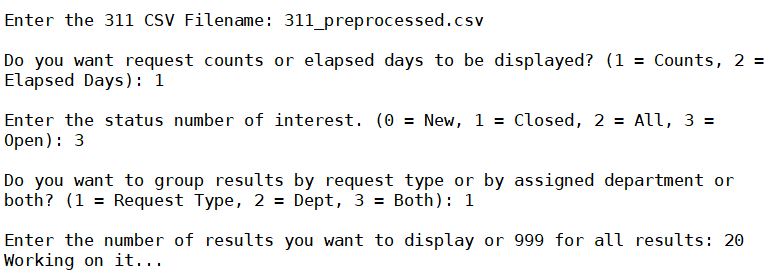 Enter the 311 CSV Filename: 311_preprocessed.csv
Do you want request counts or elapsed days to be displayed? (1 = Counts, 2 =
Elapsed Days): 1
Enter the status number of interest. (0 = New, 1 = Closed, 2 = All, 3 =
Open): 3
Do you want to group results by request type or by assigned department or
both? (1 = Request Type, 2 = Dept, 3 = Both): 1
Enter the number of results you want to display or 999 for all results: 20
Working on it...